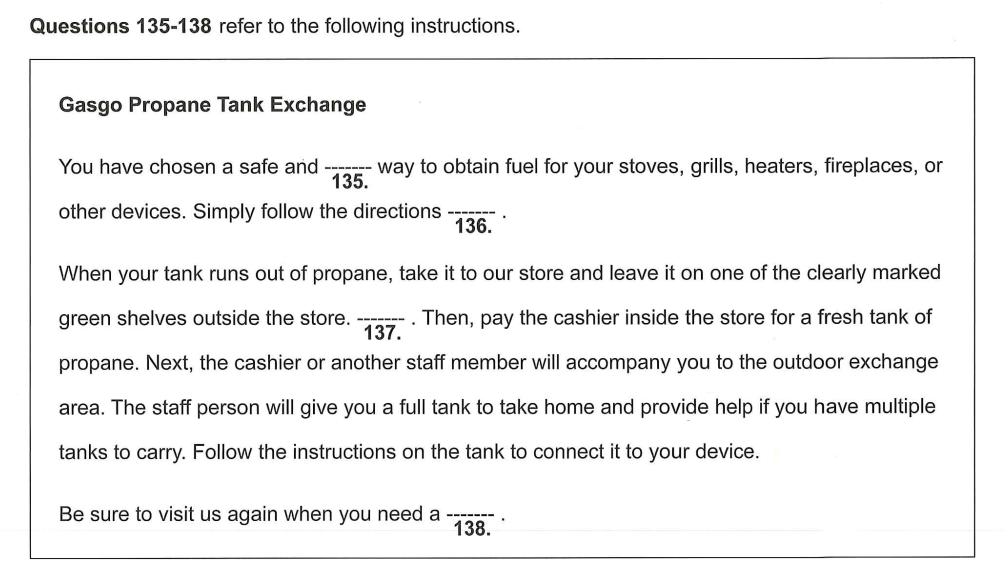 Questions 135-138 refer to the following instructions.
Gasgo Propane Tank Exchange
You have chosen a safe and ------- way to obtain fuel for your stoves, grills, heaters, fireplaces, or
135.
other devices. Simply follow the directions ------- .
136.
When your tank runs out of propane, take it to our store and leave it on one of the clearly marked
green shelves outside the store. ------- . Then, pay the cashier inside the store for a fresh tank of
137.
propane. Next, the cashier or another staff member will accompany you to the outdoor exchange
area. The staff person will give you a full tank to take home and provide help if you have multiple
tanks to carry. Follow the instructions on the tank to connect it to your device.
Be sure to visit us again when you need a ------- .
138.